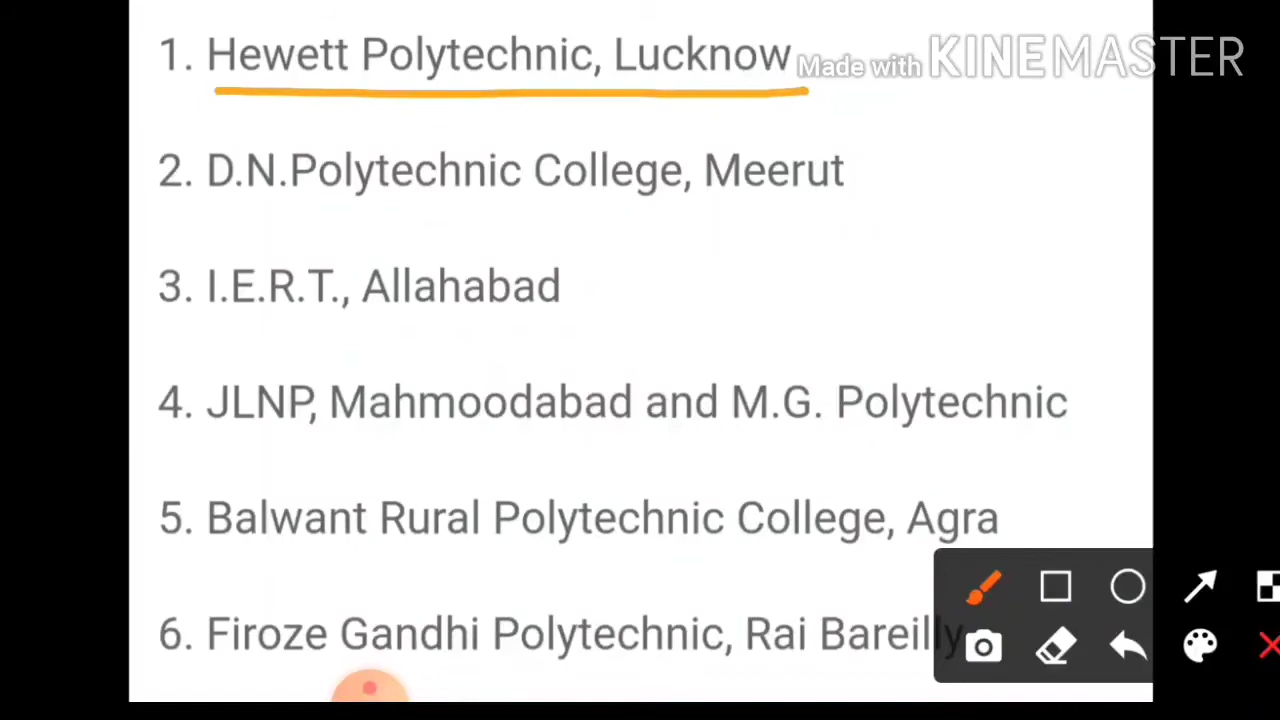 1. Hewett Polytechnic, Lucknow
Made with KINEMASTER
2. D.N.Polytechnic College, Meerut
3. I.E.R.T., Allahabad
4. JLNP, Mahmoodabad and M.G. Polytechnic
5. Balwant Rural Polytechnic College, Agra
6. Firoze Gandhi Polytechnic, Rai Bareilly